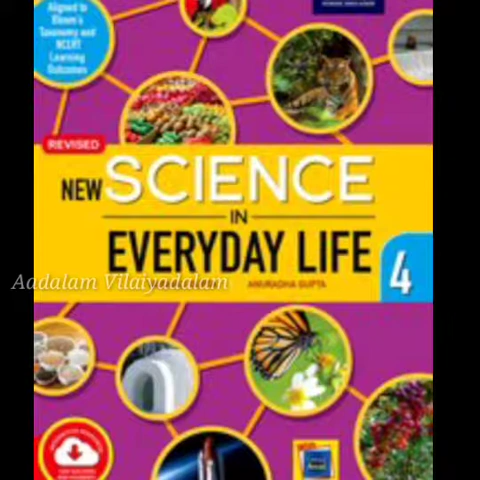 Aligned to
Bloom's
Taxonomy and
NCERT
Learning
Outcomes
REVISED
NEW SCIENCE
IN
EVERYDAY LIFE
4
Aadalam Vilaiyadalam
ANURADHA GUPTA